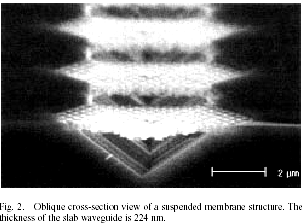 2 μm
Fig. 2. Oblique cross-section view of a suspended membrane structure. The
thickness of the slab waveguide is 224 nm.